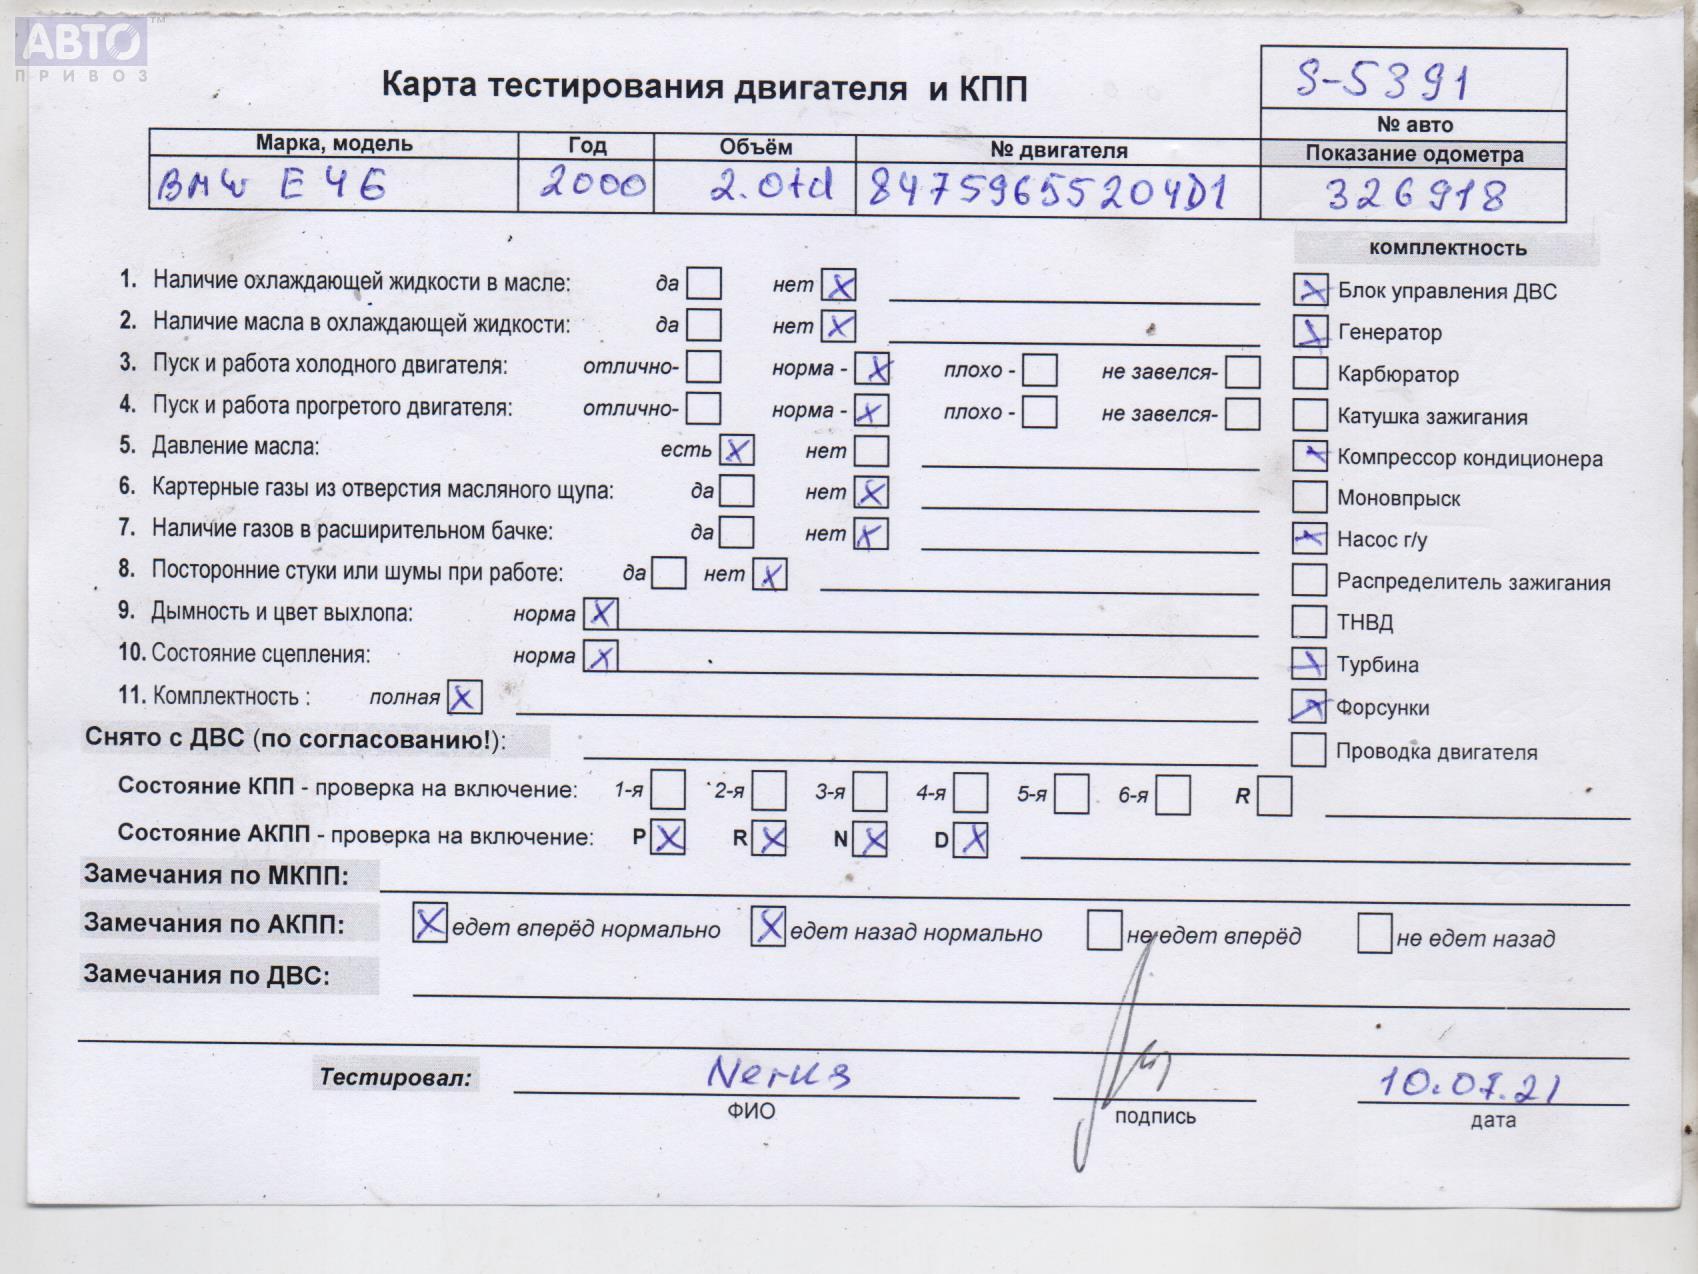 АВТО™
ПРИВОЗ
Карта тестирования двигателя и КПП
S-5391
№ авто
Марка, модель Год Объём № двигателя Показание одометра
BMW E46 2000 2.0td 84759655204D1 326918
комплектность
1. Наличие охлаждающей жидкости в масле: да нет X
2. Наличие масла в охлаждающей жидкости: да нет X
3. Пуск и работа холодного двигателя: отлично- норма - X плохо - не завелся-
4. Пуск и работа прогретого двигателя: отлично- норма - X плохо - не завелся-
5. Давление масла: есть X нет
6. Картерные газы из отверстия масляного щупа: да нет X
7. Наличие газов в расширительном бачке: да нет X
8. Посторонние стуки или шумы при работе: да нет X
9. Дымность и цвет выхлопа: норма X
10. Состояние сцепления: норма X
11. Комплектность : полная X
X Блок управления ДВС
X Генератор
Карбюратор
Катушка зажигания
X Компрессор кондиционера
Моновпрыск
X Насос г/у
Распределитель зажигания
ТНВД
X Турбина
X Форсунки
Проводка двигателя
Снято с ДВС (по согласованию!):
Состояние КПП - проверка на включение: 1-я 2-я 3-я 4-я 5-я 6-я R
Состояние АКПП - проверка на включение: P X R X N X D X
Замечания по МКПП:
Замечания по АКПП: X едет вперёд нормально X едет назад нормально не едет вперёд не едет назад
Замечания по ДВС:
Тестировал: 10.07.21
ФИО подпись дата